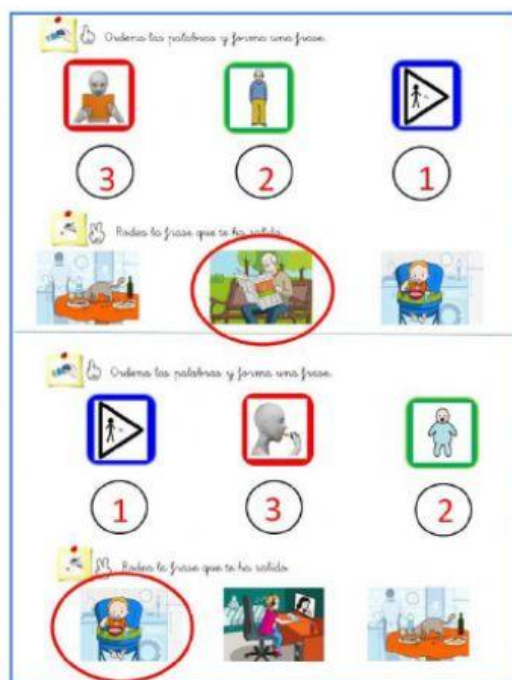 Ordena las palabras y forma una frase.
3 2 1
Rodea la frase que te ha salido
Ordena las palabras y forma una frase.
1 3 2
Rodea la frase que te ha salido